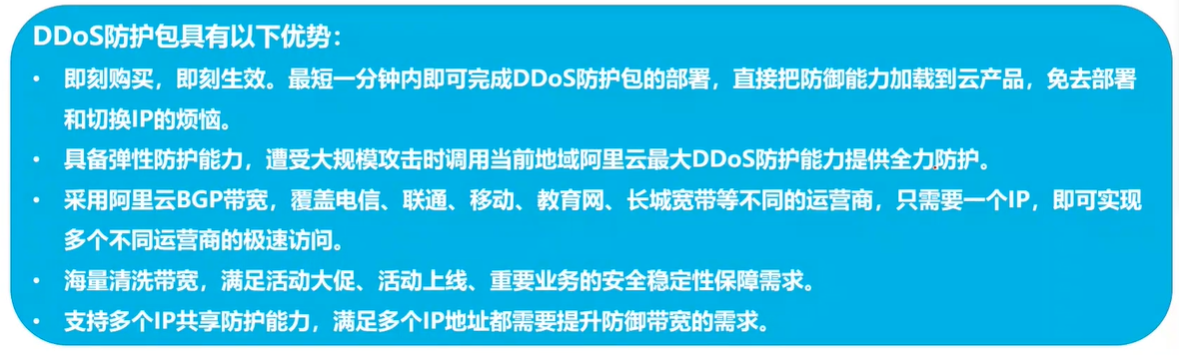 DDoS防护包具有以下优势：
• 即刻购买，即刻生效。最短一分钟内即可完成DDoS防护包的部署，直接把防御能力加载到云产品，免去部署
和切换IP的烦恼。
• 具备弹性防护能力，遭受大规模攻击时调用当前地域阿里云最大DDoS防护能力提供全力防护。
• 采用阿里云BGP带宽，覆盖电信、联通、移动、教育网、长城宽带等不同的运营商，只需要一个IP，即可实现
多个不同运营商的极速访问。
• 海量清洗带宽，满足活动大促、活动上线、重要业务的安全稳定性保障需求。
• 支持多个IP共享防护能力，满足多个IP地址都需要提升防御带宽的需求。